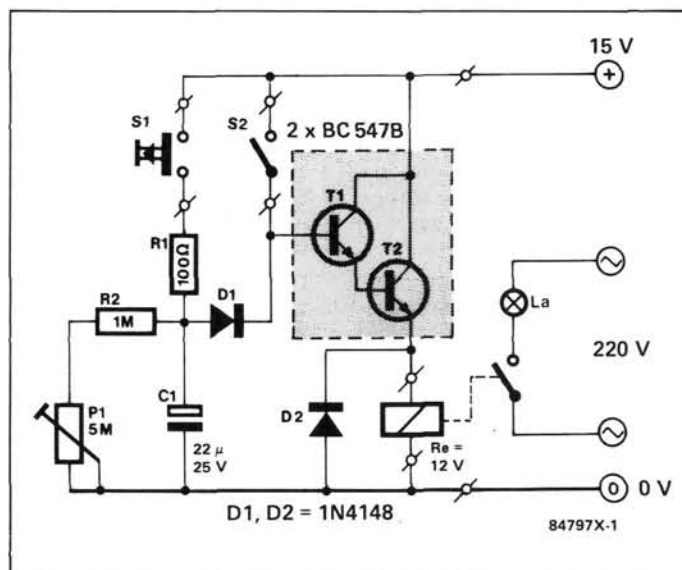 15 V
+
S1
S2
2 x BC 547B
T1
T2
R1
100Ω
R2
1M
D1
La
220 V
P1
5M
C1
22 µ
25 V
D2
Re =
12 V
0 0 V
D1, D2 = 1N4148
84797X-1